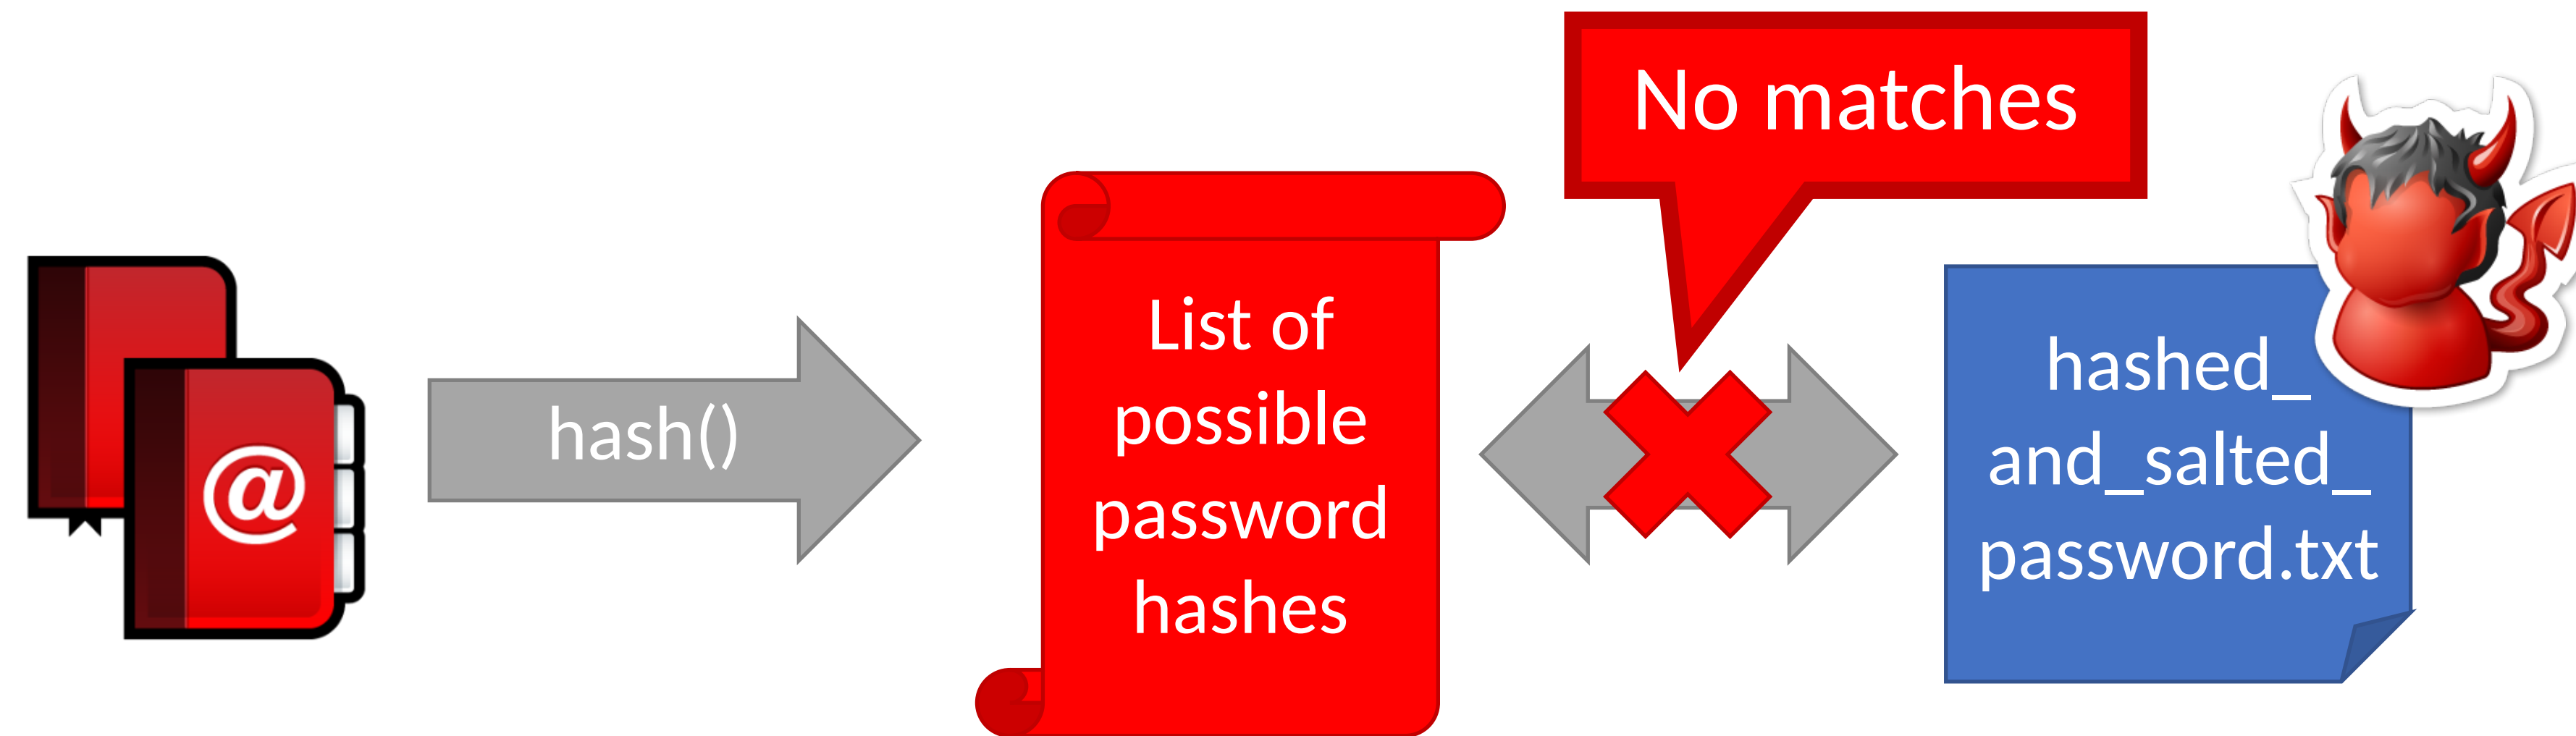 @
hash()
List of
possible
password
hashes
No matches
hashed_
and_salted_
password.txt